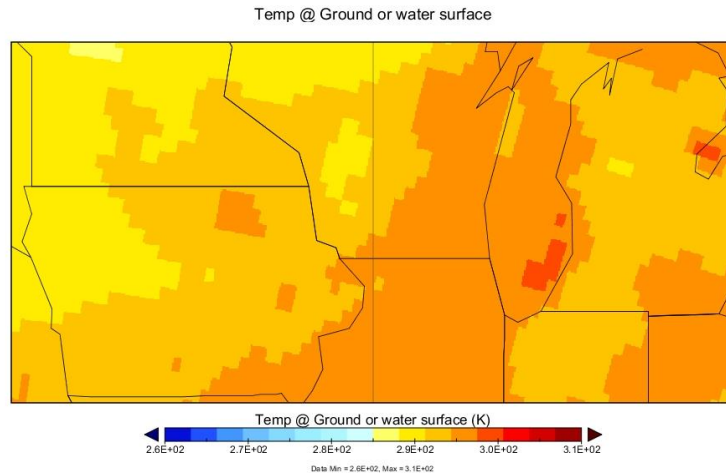 Temp @ Ground or water surface
Temp @ Ground or water surface (K)
2.6E+02 2.7E+02 2.8E+02 2.9E+02 3.0E+02 3.1E+02
Data Min = 2.6E+02, Max = 3.1E+02